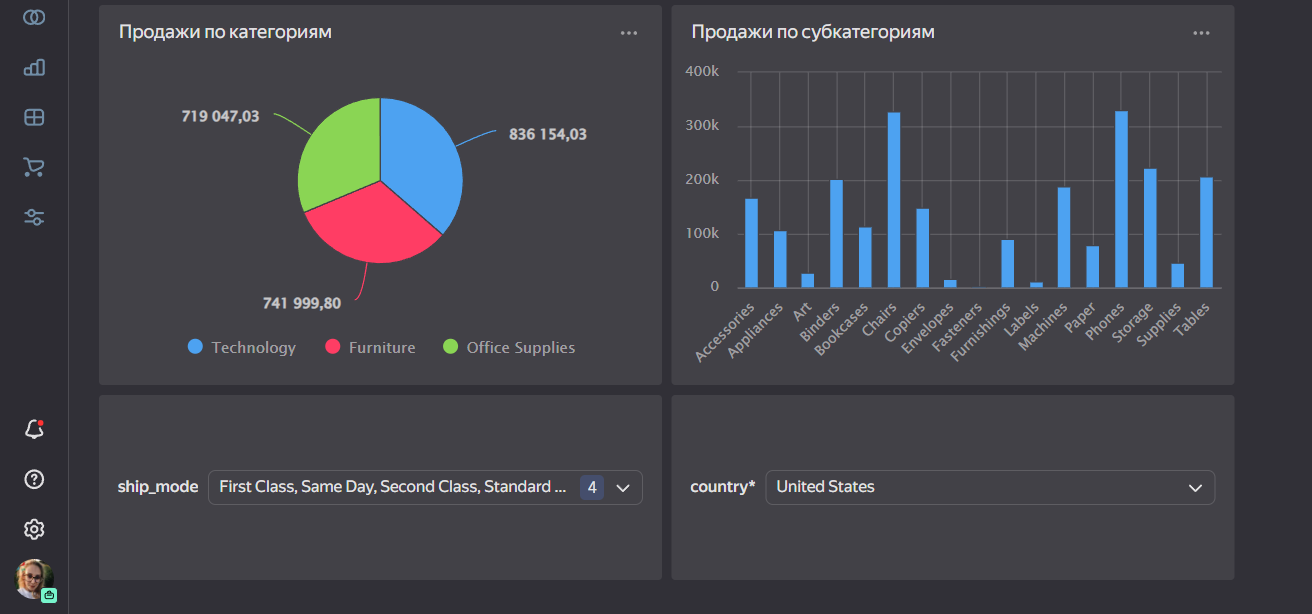 Продажи по категориям
719 047,03
836 154,03
741 999,80
Technology
Furniture
Office Supplies
Продажи по субкатегориям
400k
300k
200k
100k
0
Accessories
Appliances
Art
Binders
Bookcases
Chairs
Copiers
Envelopes
Fasteners
Furnishings
Labels
Machines
Paper
Phones
Storage
Supplies
Tables
ship_mode
First Class, Same Day, Second Class, Standard ...
4
country*
United States